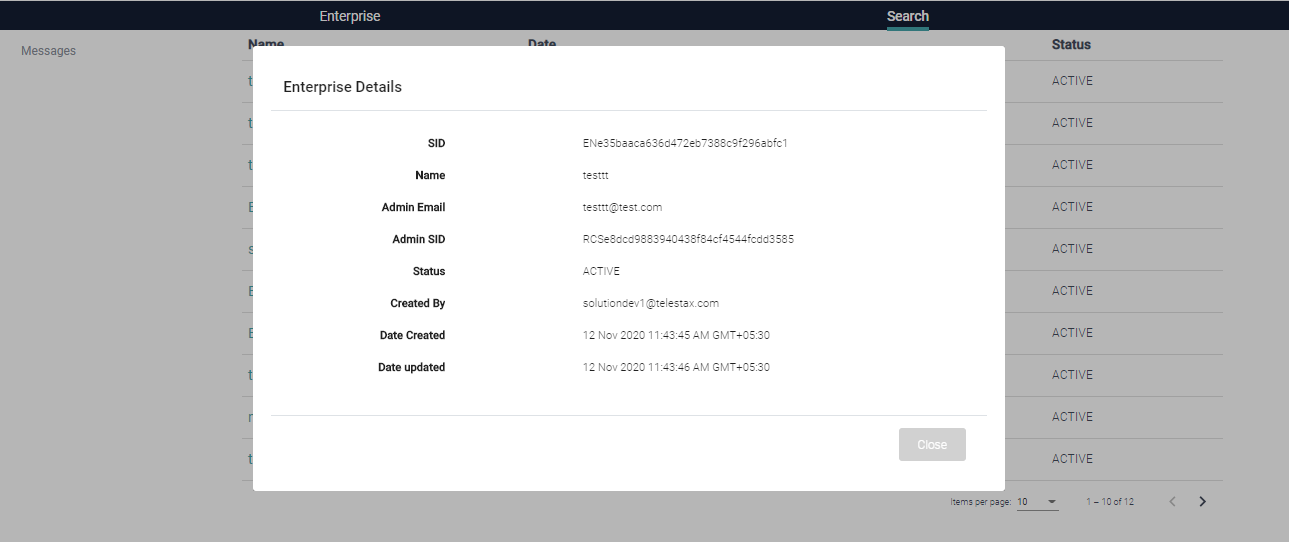 Enterprise Search
Messages
Name Date Status
Enterprise Details
ACTIVE
SID ENe35baaca636d472eb7388c9f296abfc1
ACTIVE
Name testtt
ACTIVE
Admin Email testtt@test.com
ACTIVE
Admin SID RCSe8dcd9883940438f84cf4544fcdd3585
ACTIVE
Status ACTIVE
ACTIVE
Created By solutiondev1@telestax.com
ACTIVE
Date Created 12 Nov 2020 11:43:45 AM GMT+05:30
ACTIVE
Date updated 12 Nov 2020 11:43:46 AM GMT+05:30
ACTIVE
ACTIVE
Close
ACTIVE
Items per page: 10 1 – 10 of 12